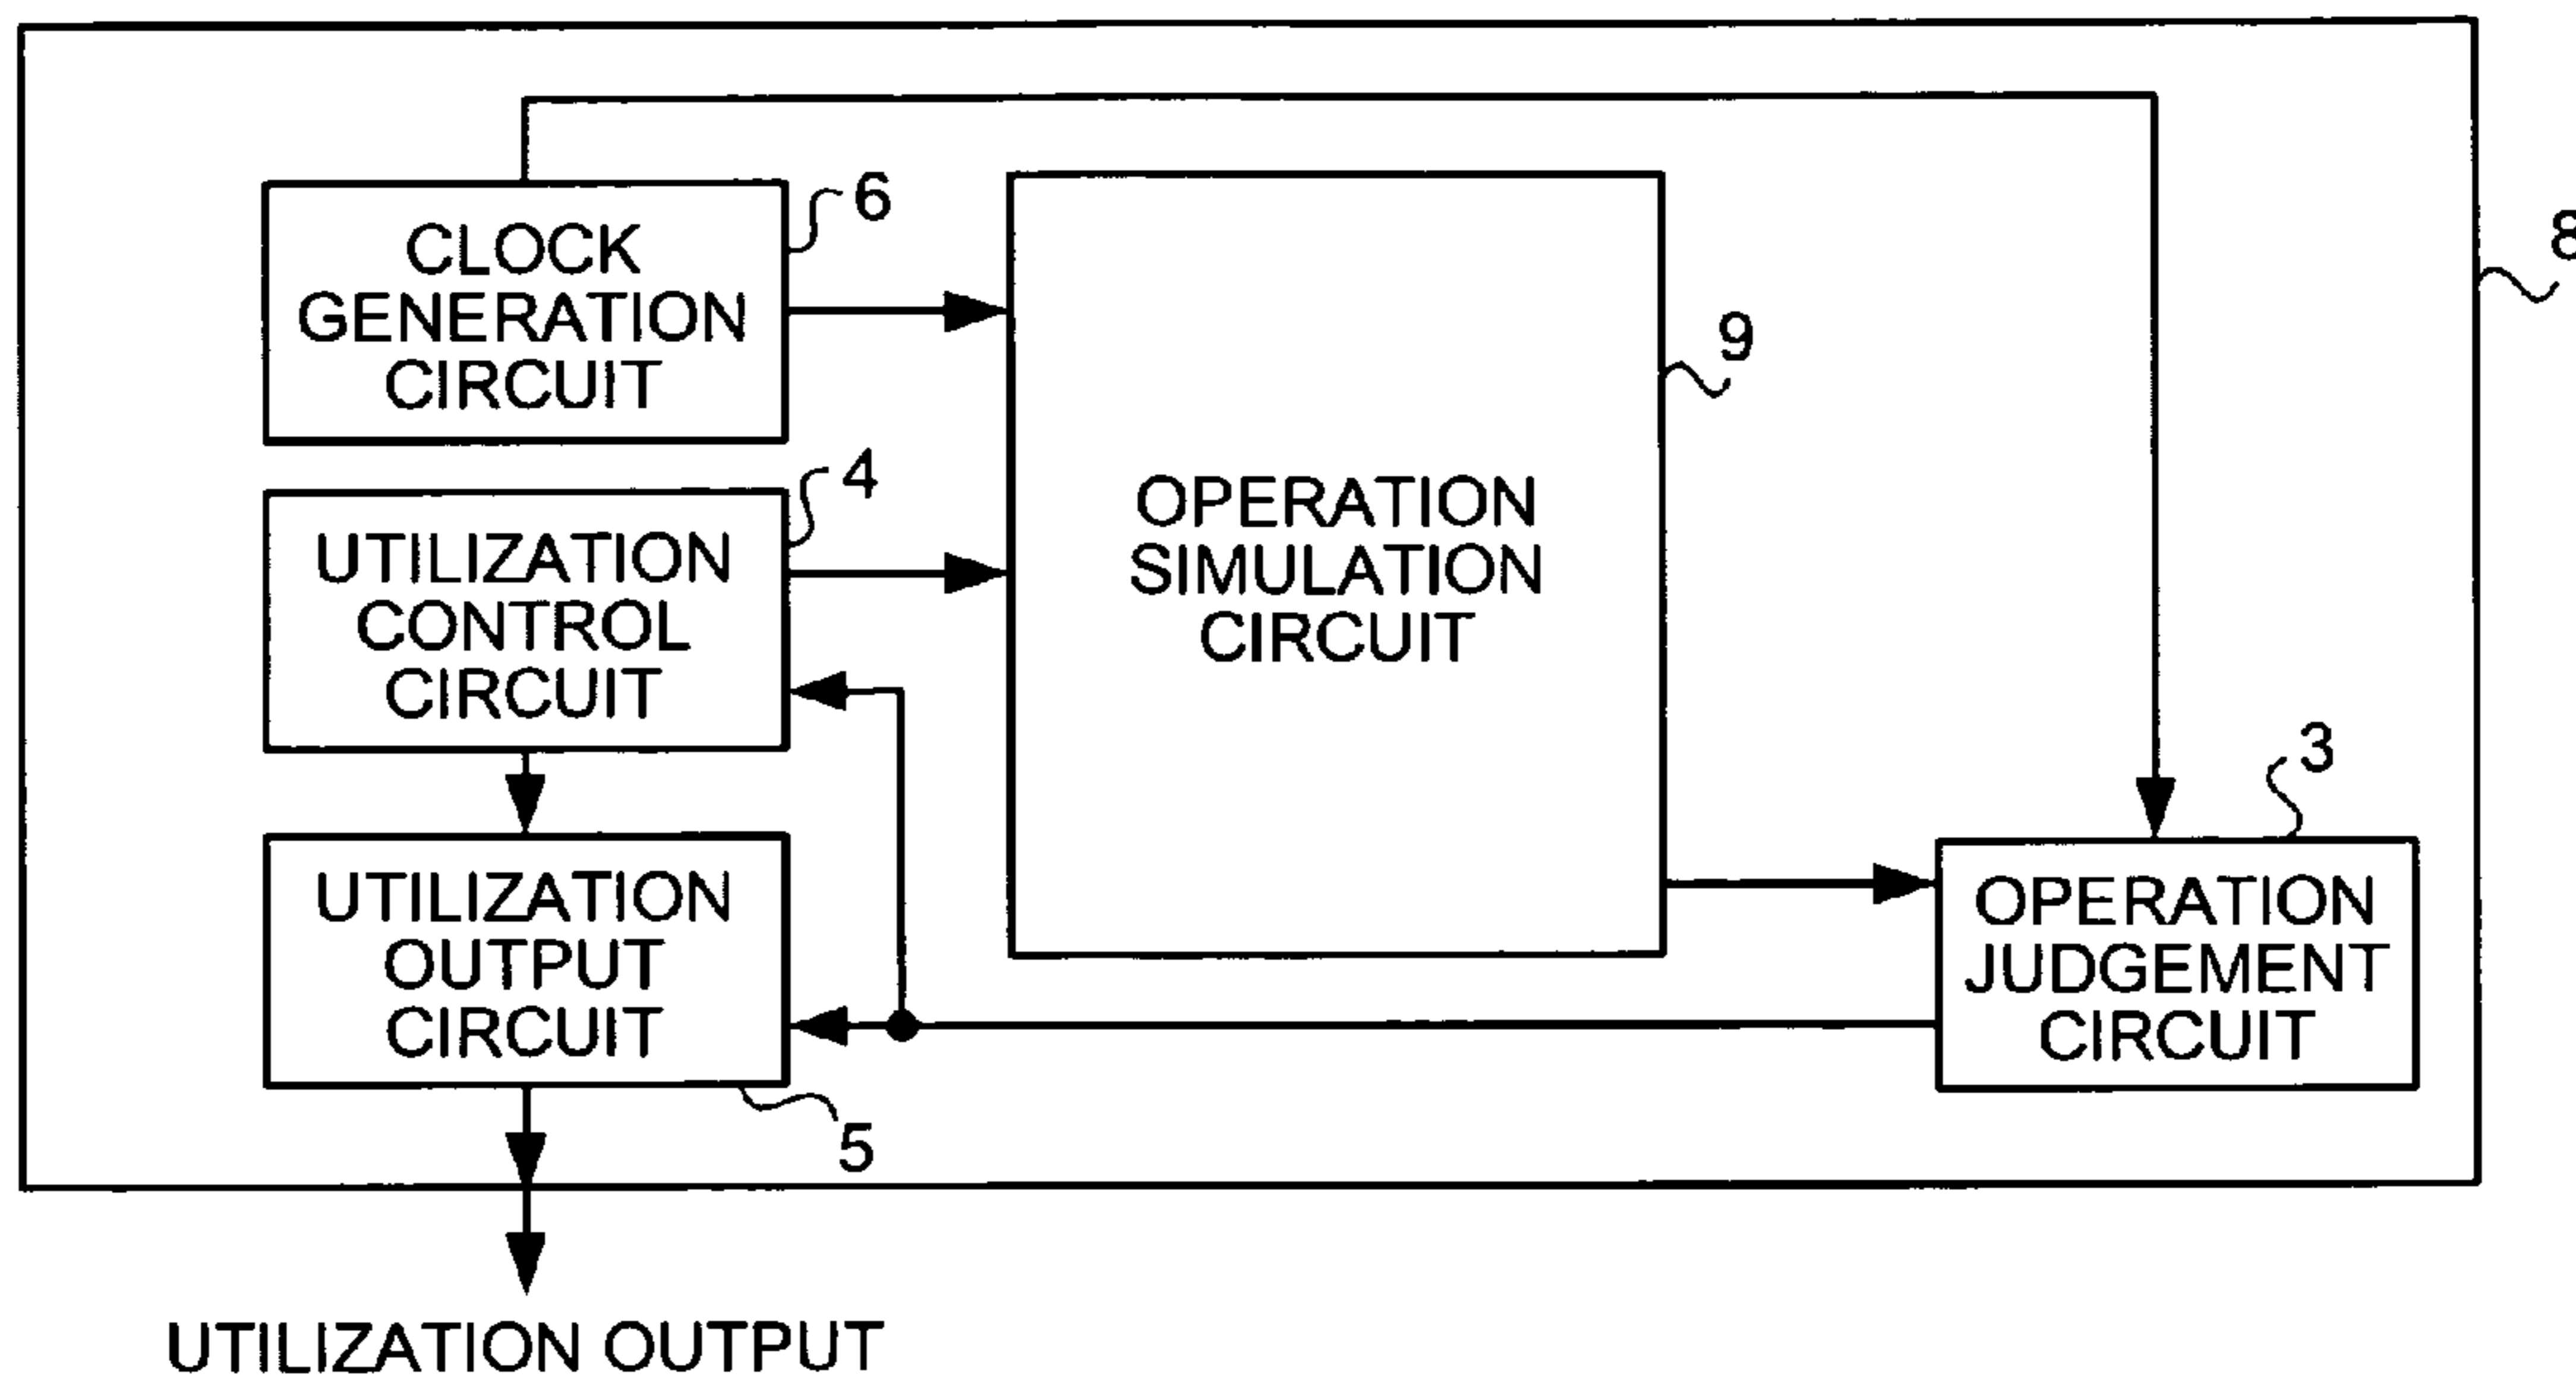 CLOCK
GENERATION
CIRCUIT
6
8
9
UTILIZATION
CONTROL
CIRCUIT
4
OPERATION
SIMULATION
CIRCUIT
3
UTILIZATION
OUTPUT
CIRCUIT
5
OPERATION
JUDGEMENT
CIRCUIT
UTILIZATION OUTPUT